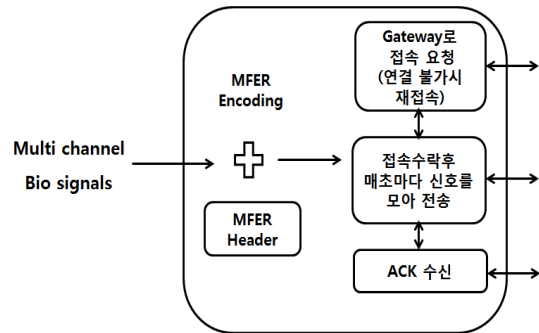 Multi channel
Bio signals
MFER
Encoding
MFER
Header
Gateway로
접속 요청
(연결 불가시
재접속)
접속수락후
매초마다 신호를
모아 전송
ACK 수신